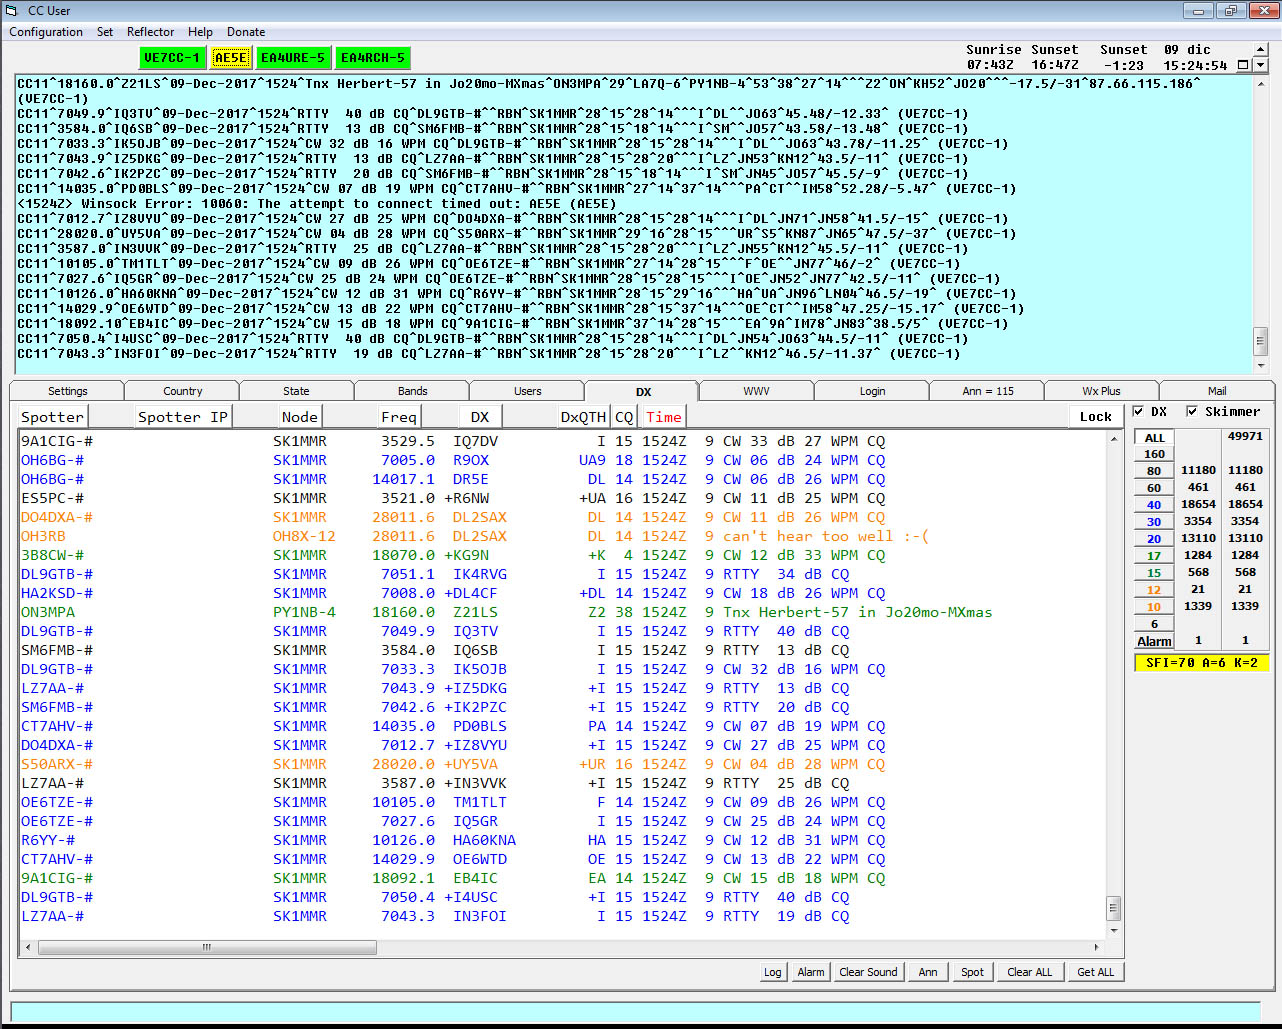 CC User
Configuration Set Reflector Help Donate
VE7CC-1 AE5E EA4URE-5 EA4RCH-5
Sunrise Sunset Sunset 09 dic
07:43Z 16:47Z -1:23 15:24:54
CC11^18160.0^Z21LS^09-Dec-2017^1524^Tnx Herbert-57 in Jo20mo-MXmas^ON3MPA^29^LA7Q-6^PY1NB-4^53^38^27^14^^^Z2^ON^KH52^JO20^^^-17.5/-31^87.66.115.186^
(VE7CC-1)
CC11^7049.9^IQ3TV^09-Dec-2017^1524^RTTY  40 dB CQ^DL9GTB-#^^RBN^SK1MMR^28^15^28^14^^^I^DL^^JO63^45.48/-12.33^ (VE7CC-1)
CC11^3584.0^IQ6SB^09-Dec-2017^1524^RTTY  13 dB CQ^SM6FMB-#^^RBN^SK1MMR^28^15^18^14^^^I^SM^^JO57^43.58/-13.48^ (VE7CC-1)
CC11^7033.3^IK5OJB^09-Dec-2017^1524^CW 32 dB 16 WPM CQ^DL9GTB-#^^RBN^SK1MMR^28^15^28^14^^^I^DL^^JO63^43.78/-11.25^ (VE7CC-1)
CC11^7043.9^IZ5DKG^09-Dec-2017^1524^RTTY  13 dB CQ^LZ7AA-#^^RBN^SK1MMR^28^15^28^20^^^I^LZ^JN53^KN12^43.5/-11^ (VE7CC-1)
CC11^7042.6^IK2PZC^09-Dec-2017^1524^RTTY  20 dB CQ^SM6FMB-#^^RBN^SK1MMR^28^15^18^14^^^I^SM^JN45^JO57^45.5/-9^ (VE7CC-1)
CC11^14035.0^PD0BLS^09-Dec-2017^1524^CW 07 dB 19 WPM CQ^CT7AHV-#^^RBN^SK1MMR^27^14^37^14^^^PA^CT^^IM58^52.28/-5.47^ (VE7CC-1)
<1524Z> Winsock Error: 10060: The attempt to connect timed out: AE5E (AE5E)
CC11^7012.7^IZ8VYU^09-Dec-2017^1524^CW 27 dB 25 WPM CQ^DO4DXA-#^^RBN^SK1MMR^28^15^28^14^^^I^DL^JN71^JN58^41.5/-15^ (VE7CC-1)
CC11^28020.0^UY5VA^09-Dec-2017^1524^CW 04 dB 28 WPM CQ^S50ARX-#^^RBN^SK1MMR^29^16^28^15^^^UR^S5^KN87^JN65^47.5/-37^ (VE7CC-1)
CC11^3587.0^IN3VVK^09-Dec-2017^1524^RTTY  25 dB CQ^LZ7AA-#^^RBN^SK1MMR^28^15^28^20^^^I^LZ^JN55^KN12^45.5/-11^ (VE7CC-1)
CC11^10105.0^TM1TLT^09-Dec-2017^1524^CW 09 dB 26 WPM CQ^OE6TZE-#^^RBN^SK1MMR^27^14^28^15^^^F^OE^^JN77^46/-2^ (VE7CC-1)
CC11^7027.6^IQ5GR^09-Dec-2017^1524^CW 25 dB 24 WPM CQ^OE6TZE-#^^RBN^SK1MMR^28^15^28^15^^^I^OE^JN52^JN77^42.5/-11^ (VE7CC-1)
CC11^10126.0^HA60KNA^09-Dec-2017^1524^CW 12 dB 31 WPM CQ^R6YY-#^^RBN^SK1MMR^28^15^29^16^^^HA^UA^JN96^LN04^46.5/-19^ (VE7CC-1)
CC11^14029.9^OE6WTD^09-Dec-2017^1524^CW 13 dB 22 WPM CQ^CT7AHV-#^^RBN^SK1MMR^28^15^37^14^^^OE^CT^^IM58^47.25/-15.17^ (VE7CC-1)
CC11^18092.10^EB4IC^09-Dec-2017^1524^CW 15 dB 18 WPM CQ^9A1CIG-#^^RBN^SK1MMR^37^14^28^15^^^EA^9A^IM78^JN83^38.5/5^ (VE7CC-1)
CC11^7050.4^I4USC^09-Dec-2017^1524^RTTY  40 dB CQ^DL9GTB-#^^RBN^SK1MMR^28^15^28^14^^^I^DL^JN54^JO63^44.5/-10^ (VE7CC-1)
CC11^7043.3^IN3FOI^09-Dec-2017^1524^RTTY  19 dB CQ^LZ7AA-#^^RBN^SK1MMR^28^15^28^20^^^I^LZ^^KN12^46.5/-11.37^ (VE7CC-1)
Settings Country State Bands Users DX WWV Login Ann = 115 Wx Plus Mail
Spotter Spotter IP Node Freq DX DxQTH CQ Time Lock
9A1CIG-# SK1MMR 3529.5 IQ7DV I 15 1524Z 9 CW 33 dB 27 WPM CQ
OH6BG-# SK1MMR 7005.0 R9OX UA9 18 1524Z 9 CW 06 dB 24 WPM CQ
OH6BG-# SK1MMR 14017.1 DR5E DL 14 1524Z 9 CW 06 dB 26 WPM CQ
ES5PC-# SK1MMR 3521.0 +R6NW +UA 16 1524Z 9 CW 11 dB 25 WPM CQ
DO4DXA-# SK1MMR 28011.6 DL2SAX DL 14 1524Z 9 CW 11 dB 26 WPM CQ
OH3RB OH8X-12 28011.6 DL2SAX DL 14 1524Z 9 can't hear too well :-(
3B8CW-# SK1MMR 18070.0 +KG9N +K 4 1524Z 9 CW 12 dB 33 WPM CQ
DL9GTB-# SK1MMR 7051.1 IK4RVG I 15 1524Z 9 RTTY 34 dB CQ
HA2KSD-# SK1MMR 7008.0 +DL4CF +DL 14 1524Z 9 CW 18 dB 26 WPM CQ
ON3MPA PY1NB-4 18160.0 Z21LS Z2 38 1524Z 9 Tnx Herbert-57 in Jo20mo-MXmas
DL9GTB-# SK1MMR 7049.9 IQ3TV I 15 1524Z 9 RTTY 40 dB CQ
SM6FMB-# SK1MMR 3584.0 IQ6SB I 15 1524Z 9 RTTY 13 dB CQ
DL9GTB-# SK1MMR 7033.3 IK5OJB I 15 1524Z 9 CW 32 dB 16 WPM CQ
LZ7AA-# SK1MMR 7043.9 +IZ5DKG +I 15 1524Z 9 RTTY 13 dB CQ
SM6FMB-# SK1MMR 7042.6 +IK2PZC +I 15 1524Z 9 RTTY 20 dB CQ
CT7AHV-# SK1MMR 14035.0 PD0BLS PA 14 1524Z 9 CW 07 dB 19 WPM CQ
DO4DXA-# SK1MMR 7012.7 +IZ8VYU +I 15 1524Z 9 CW 27 dB 25 WPM CQ
S50ARX-# SK1MMR 28020.0 +UY5VA +UR 16 1524Z 9 CW 04 dB 28 WPM CQ
LZ7AA-# SK1MMR 3587.0 +IN3VVK +I 15 1524Z 9 RTTY 25 dB CQ
OE6TZE-# SK1MMR 10105.0 TM1TLT F 14 1524Z 9 CW 09 dB 26 WPM CQ
OE6TZE-# SK1MMR 7027.6 IQ5GR I 15 1524Z 9 CW 25 dB 24 WPM CQ
R6YY-# SK1MMR 10126.0 HA60KNA HA 15 1524Z 9 CW 12 dB 31 WPM CQ
CT7AHV-# SK1MMR 14029.9 OE6WTD OE 15 1524Z 9 CW 13 dB 22 WPM CQ
9A1CIG-# SK1MMR 18092.1 EB4IC EA 14 1524Z 9 CW 15 dB 18 WPM CQ
DL9GTB-# SK1MMR 7050.4 +I4USC +I 15 1524Z 9 RTTY 40 dB CQ
LZ7AA-# SK1MMR 7043.3 IN3FOI I 15 1524Z 9 RTTY 19 dB CQ
DX Skimmer
ALL 49971
160
80 11180 11180
60 461 461
40 18654 18654
30 3354 3354
20 13110 13110
17 1284 1284
15 568 568
12 21 21
10 1339 1339
6
Alarm 1 1
SFI=70 A=6 K=2
Log Alarm Clear Sound Ann Spot Clear ALL Get ALL